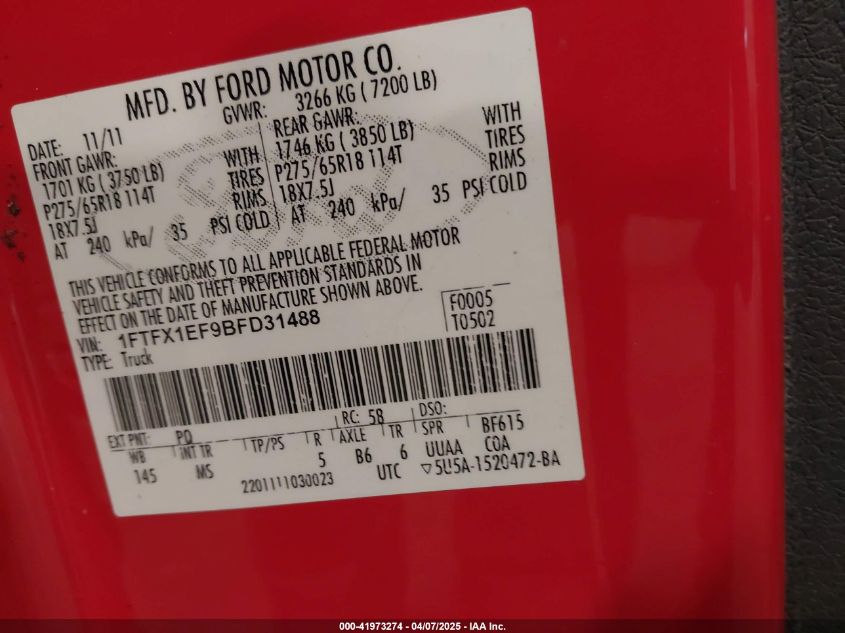 MFD. BY FORD MOTOR CO.
DATE: 11/11 GVWR: 3266 KG ( 7200 LB)
FRONT GAWR: REAR GAWR:
1701 KG ( 3750 LB) WITH 1746 KG ( 3850 LB) WITH
P275/65R18 114T TIRES P275/65R18 114T TIRES
18X7.5J RIMS 18X7.5J RIMS
AT 240 kPa/ 35 PSI COLD AT 240 kPa/ 35 PSI COLD
THIS VEHICLE CONFORMS TO ALL APPLICABLE FEDERAL MOTOR
VEHICLE SAFETY AND THEFT PREVENTION STANDARDS IN
EFFECT ON THE DATE OF MANUFACTURE SHOWN ABOVE.
VIN: 1FTFX1EF9BFD31488 F0005
TYPE: Truck T0502
EXT PNT: PQ RC: 58 DSO:
WB INT TR TP/PS R AXLE TR SPR BF615
145 MS 5 B6 6 UUAA COA
2201111030023 UTC ▽5U5A-1520472-BA
000-41973274 | 04/07/2025 - IAA Inc.